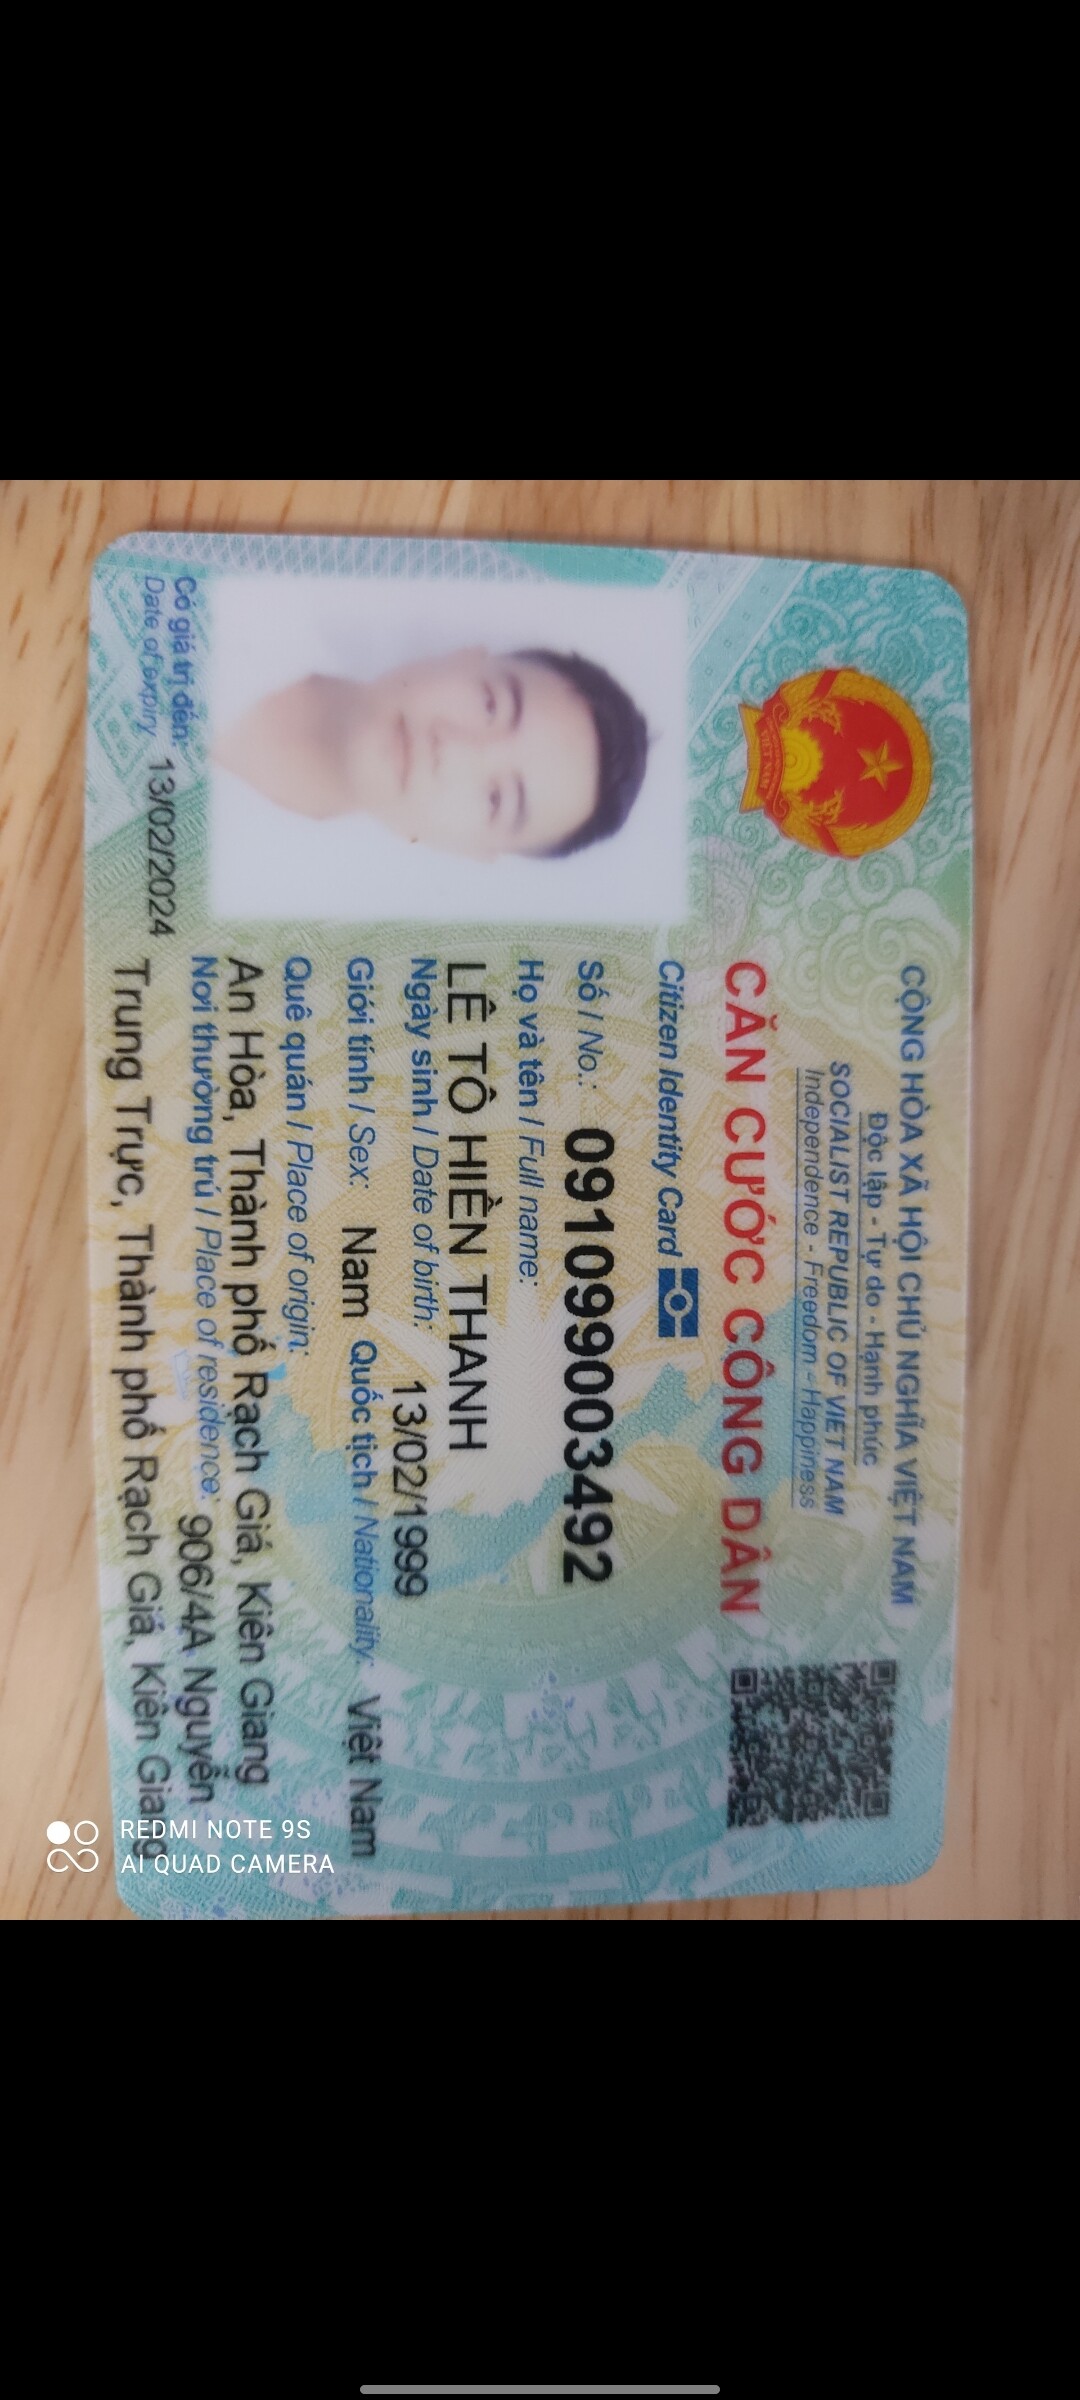 CỘNG HÒA XÃ HỘI CHỦ NGHĨA VIỆT NAM
Độc lập - Tự do - Hạnh phúc
SOCIALIST REPUBLIC OF VIET NAM
Independence - Freedom - Happiness
CĂN CƯỚC CÔNG DÂN
Citizen Identity Card
Số / No.: 091099003492
Họ và tên / Full name:
LÊ TÔ HIỀN THANH
Ngày sinh / Date of birth: 13/02/1999
Giới tính / Sex: Nam Quốc tịch / Nationality: Việt Nam
Quê quán / Place of origin:
An Hòa, Thành phố Rạch Giá, Kiên Giang
Nơi thường trú / Place of residence: 906/4A Nguyễn
Trung Trực, Thành phố Rạch Giá, Kiên Giang
Có giá trị đến: 13/02/2024
Date of expiry
VIỆT NAM
REDMI NOTE 9S
AI QUAD CAMERA